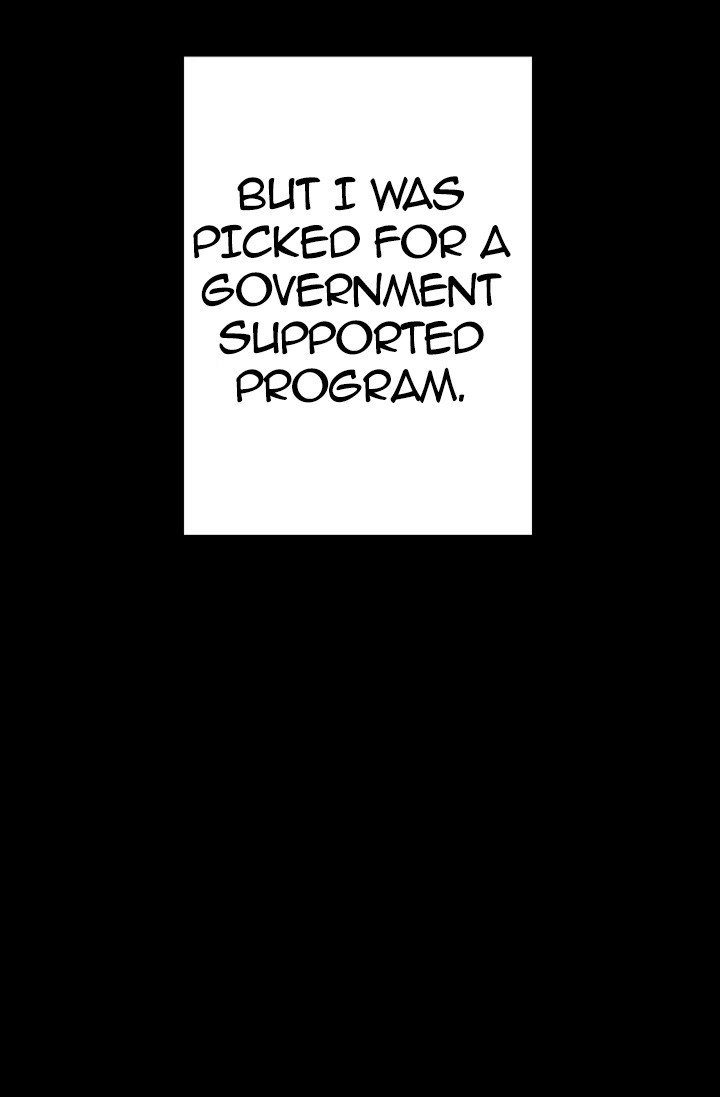 BUT I WAS
PICKED FOR A
GOVERNMENT
SUPPORTED
PROGRAM.